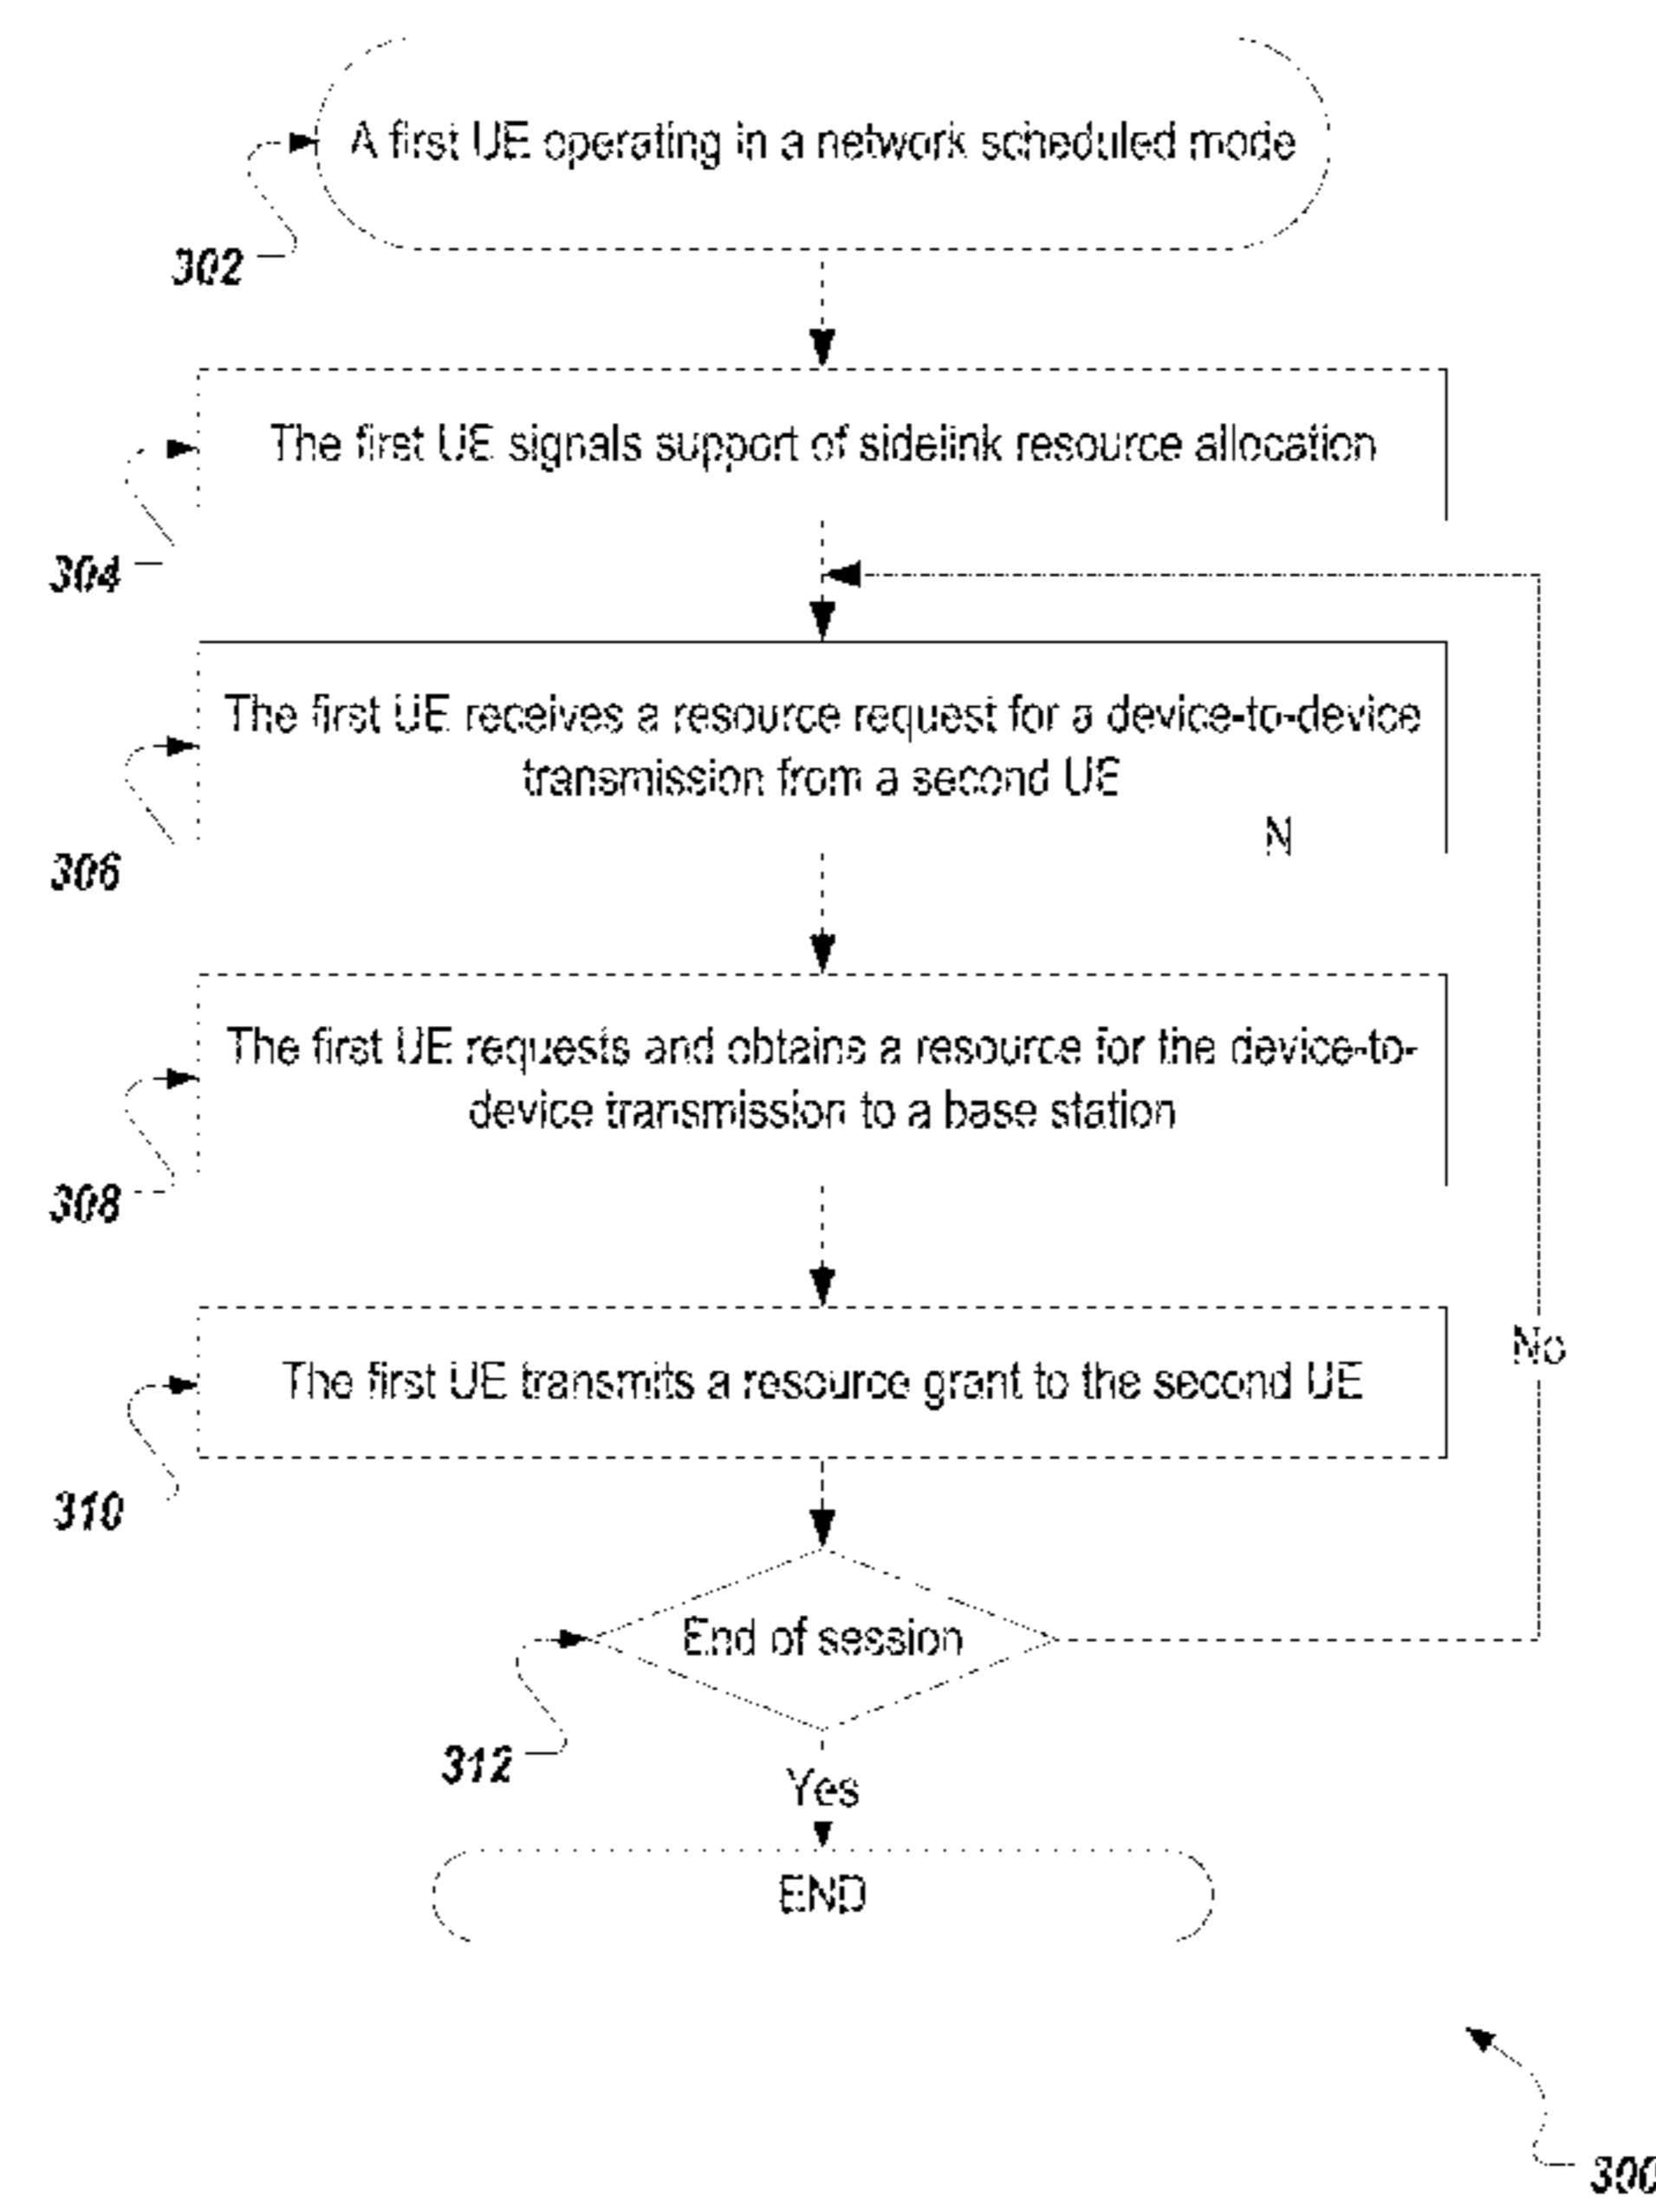 A first UE operating in a network scheduled mode
302
The first UE signals support of sidelink resource allocation
304
The first UE receives a resource request for a device-to-device
transmission from a second UE
N
306
The first UE requests and obtains a resource for the device-to-
device transmission to a base station
308
No
The first UE transmits a resource grant to the second UE
310
End of session
312
Yes
END
300